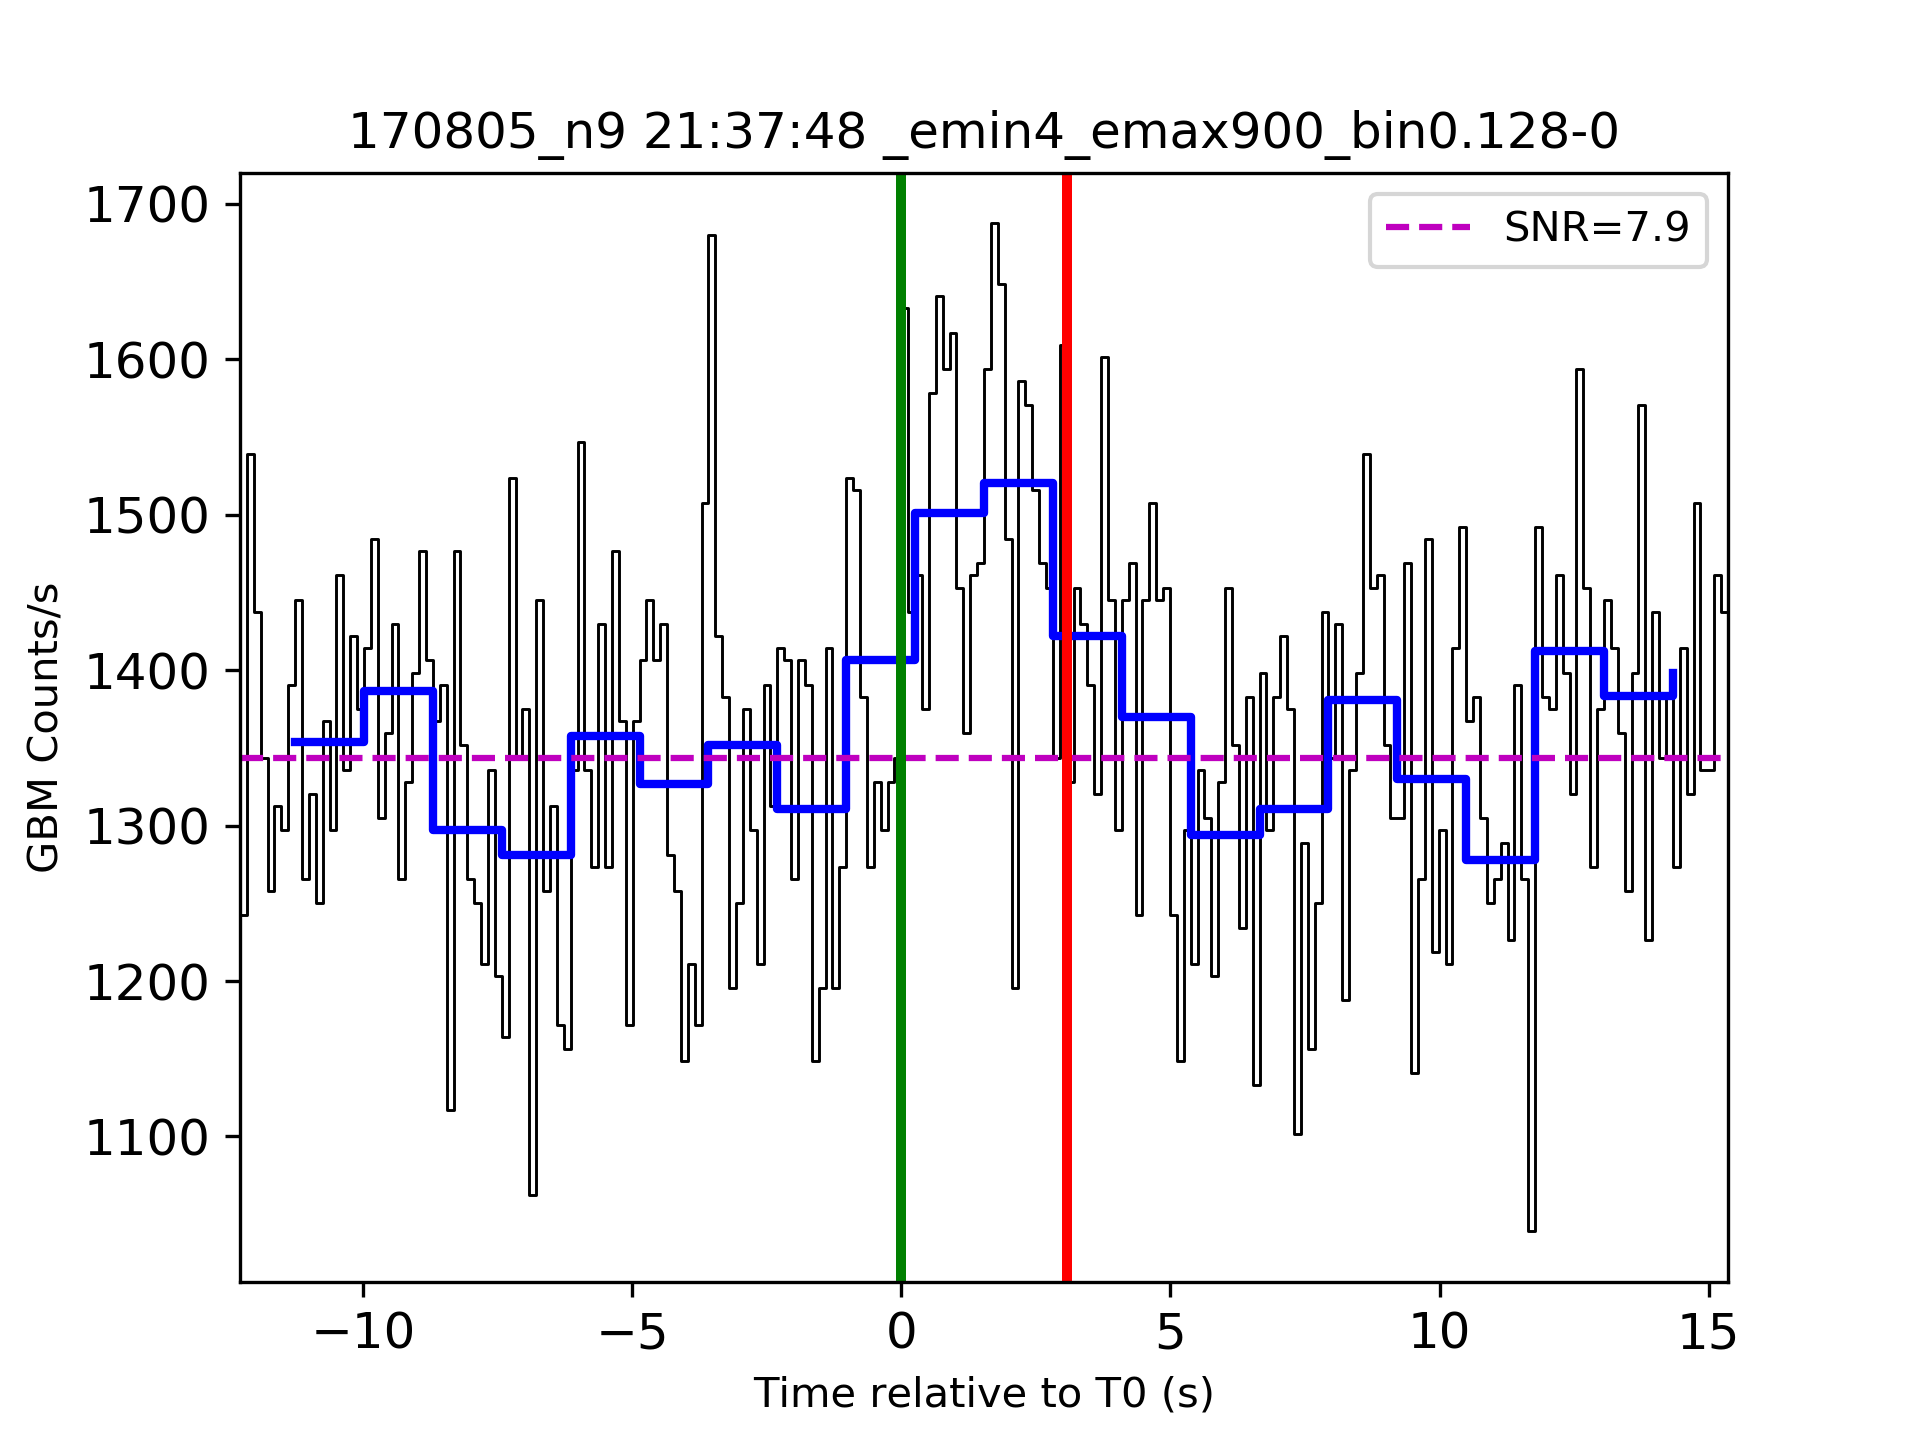 170805_n9 21:37:48 _emin4_emax900_bin0.128-0
SNR=7.9
1700
1600
1500
1400
1300
1200
1100
GBM Counts/s
−10 −5 0 5 10 15
Time relative to T0 (s)